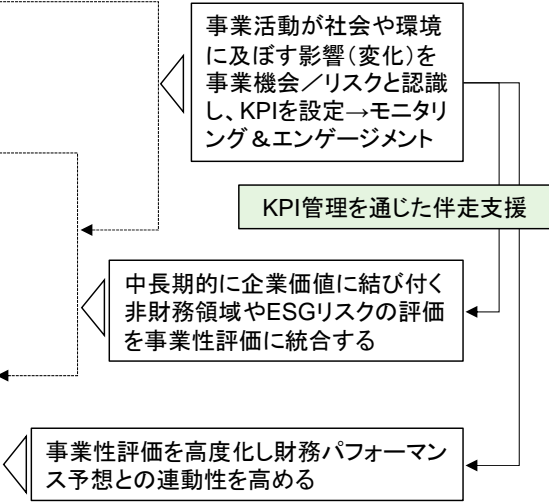 事業活動が社会や環境
に及ぼす影響（変化）を
事業機会／リスクと認識
し、KPIを設定→モニタリ
ング＆エンゲージメント
KPI管理を通じた伴走支援
中長期的に企業価値に結び付く
非財務領域やESGリスクの評価
を事業性評価に統合する
事業性評価を高度化し財務パフォーマン
ス予想との連動性を高める